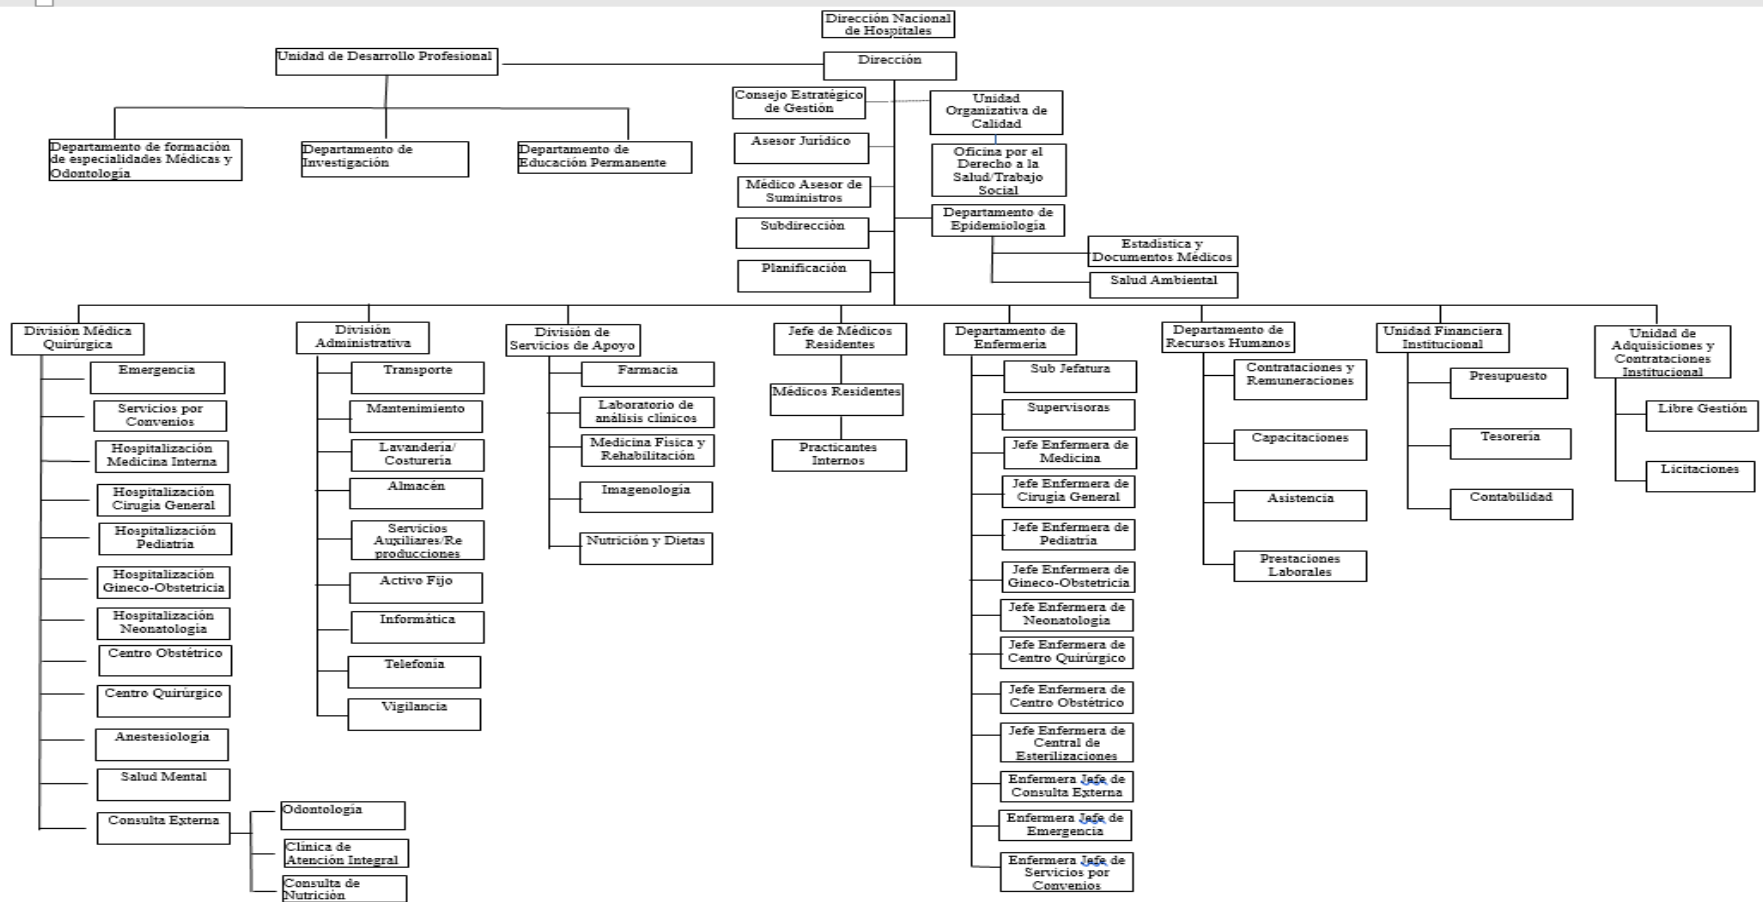 Dirección Nacional
de Hospitales
Unidad de Desarrollo Profesional
Dirección
Consejo Estratégico
de Gestión
Unidad
Organizativa de
Calidad
Departamento de formación
de especialidades Médicas y
Odontología
Departamento de
Investigación
Departamento de
Educación Permanente
Asesor Jurídico
Oficina por el
Derecho a la
Salud/Trabajo
Social
Médico Asesor de
Suministros
Subdirección
Departamento de
Epidemiología
Planificación
Estadística y
Documentos Médicos
Salud Ambiental
División Médica
Quirúrgica
Emergencia
Servicios por
Convenios
Hospitalización
Medicina Interna
Hospitalización
Cirugía General
Hospitalización
Pediatría
Hospitalización
Gineco-Obstetricia
Hospitalización
Neonatología
Centro Obstétrico
Centro Quirúrgico
Anestesiología
Salud Mental
Consulta Externa
Odontología
Clínica de
Atención Integral
Consulta de
Nutrición
División
Administrativa
Transporte
Mantenimiento
Lavandería/
Costurería
Almacén
Servicios
Auxiliares/Re
producciones
Activo Fijo
Informática
Telefonía
Vigilancia
División de
Servicios de Apoyo
Farmacia
Laboratorio de
análisis clínicos
Medicina Física y
Rehabilitación
Imagenología
Nutrición y Dietas
Jefe de Médicos
Residentes
Médicos Residentes
Practicantes
Internos
Departamento de
Enfermería
Sub Jefatura
Supervisoras
Jefe Enfermera de
Medicina
Jefe Enfermera de
Cirugía General
Jefe Enfermera de
Pediatría
Jefe Enfermera de
Gineco-Obstetricia
Jefe Enfermera de
Neonatología
Jefe Enfermera de
Centro Quirúrgico
Jefe Enfermera de
Centro Obstétrico
Jefe Enfermera de
Central de
Esterilizaciones
Enfermera Jefe de
Consulta Externa
Enfermera Jefe de
Emergencia
Enfermera Jefe de
Servicios por
Convenios
Departamento de
Recursos Humanos
Contrataciones y
Remuneraciones
Capacitaciones
Asistencia
Prestaciones
Laborales
Unidad Financiera
Institucional
Presupuesto
Tesorería
Contabilidad
Unidad de
Adquisiciones y
Contrataciones
Institucional
Libre Gestión
Licitaciones